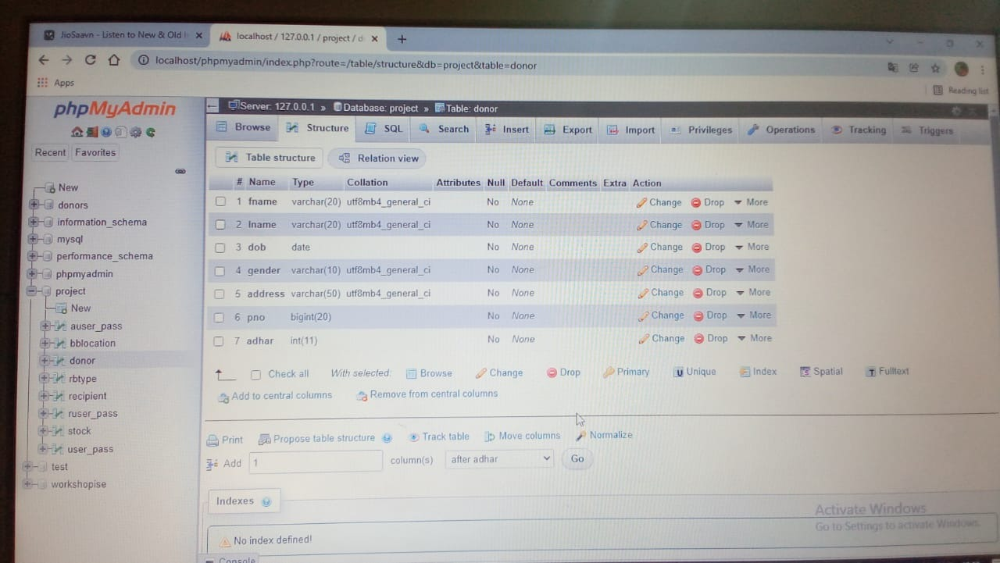 JioSaavn - Listen to New & Old
localhost / 127.0.0.1 / project / d
localhost/phpmyadmin/index.php?route=/table/structure&db=project&table=donor
Apps
Reading list
phpMyAdmin
Recent Favorites
New
donors
information_schema
mysql
performance_schema
phpmyadmin
project
New
auser_pass
bblocation
donor
rbtype
recipient
ruser_pass
stock
user_pass
test
workshopise
Server: 127.0.0.1 » Database: project » Table: donor
Browse Structure SQL Search Insert Export Import Privileges Operations Tracking Triggers
Table structure Relation view
# Name Type Collation Attributes Null Default Comments Extra Action
1 fname varchar(20) utf8mb4_general_ci No None Change Drop More
2 lname varchar(20) utf8mb4_general_ci No None Change Drop More
3 dob date No None Change Drop More
4 gender varchar(10) utf8mb4_general_ci No None Change Drop More
5 address varchar(50) utf8mb4_general_ci No None Change Drop More
6 pno bigint(20) No None Change Drop More
7 adhar int(11) No None Change Drop More
Check all With selected: Browse Change Drop Primary Unique Index Spatial Fulltext
Add to central columns Remove from central columns
Print Propose table structure Track table Move columns Normalize
Add 1 column(s) after adhar Go
Indexes
No index defined!
Console
Activate Windows
Go to Settings to activate Windows.